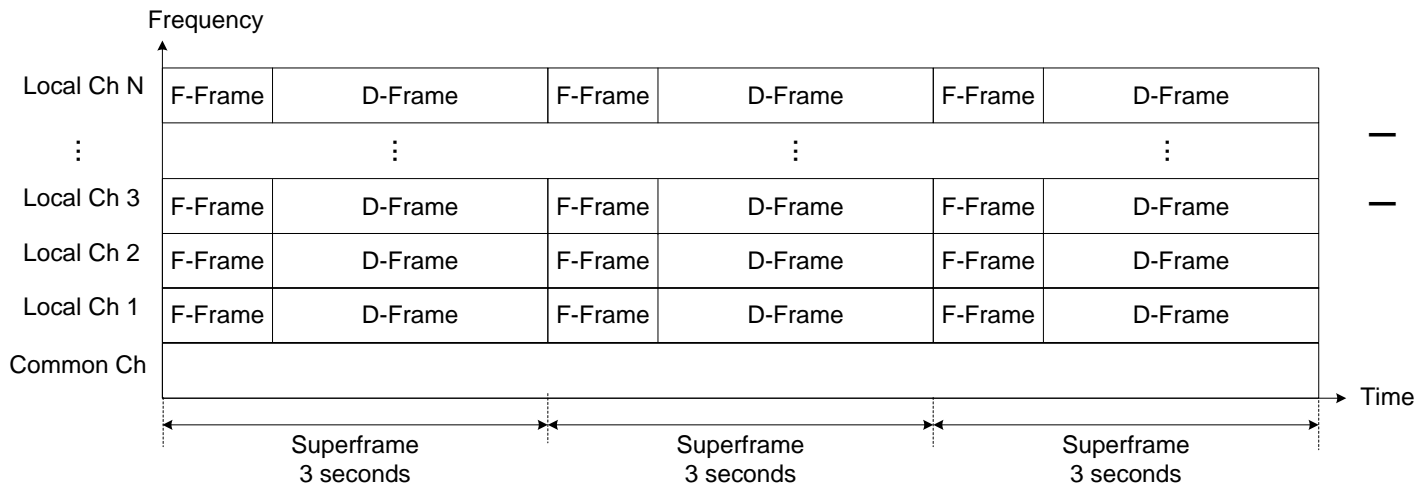 Frequency
Local Ch N F-Frame D-Frame F-Frame D-Frame F-Frame D-Frame
⋮ ⋮ ⋮ ⋮
Local Ch 3 F-Frame D-Frame F-Frame D-Frame F-Frame D-Frame
Local Ch 2 F-Frame D-Frame F-Frame D-Frame F-Frame D-Frame
Local Ch 1 F-Frame D-Frame F-Frame D-Frame F-Frame D-Frame
Common Ch
Time
Superframe Superframe Superframe
3 seconds 3 seconds 3 seconds